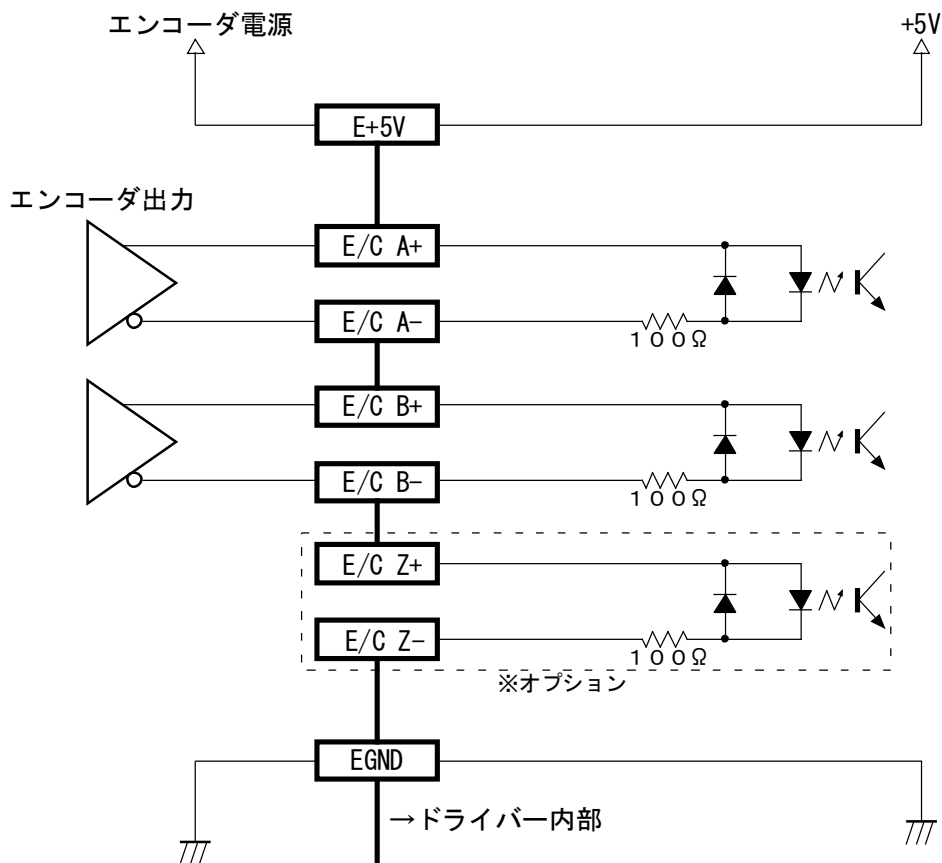 エンコーダ電源
+5V
E+5V
エンコーダ出力
E/C A+
E/C A-
100Ω
E/C B+
E/C B-
100Ω
E/C Z+
E/C Z-
100Ω
※オプション
EGND
→ドライバー内部